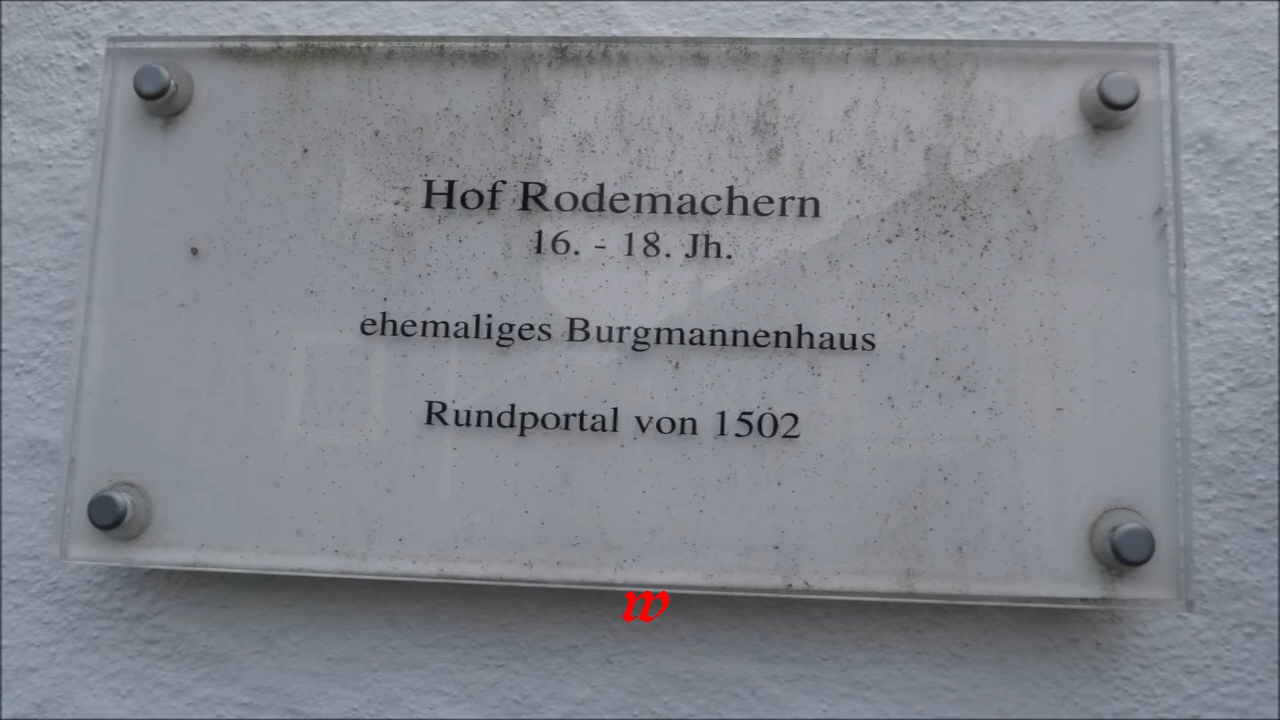 Hof Rodemachern
16. - 18. Jh.
ehemaliges Burgmannenhaus
Rundportal von 1502
w